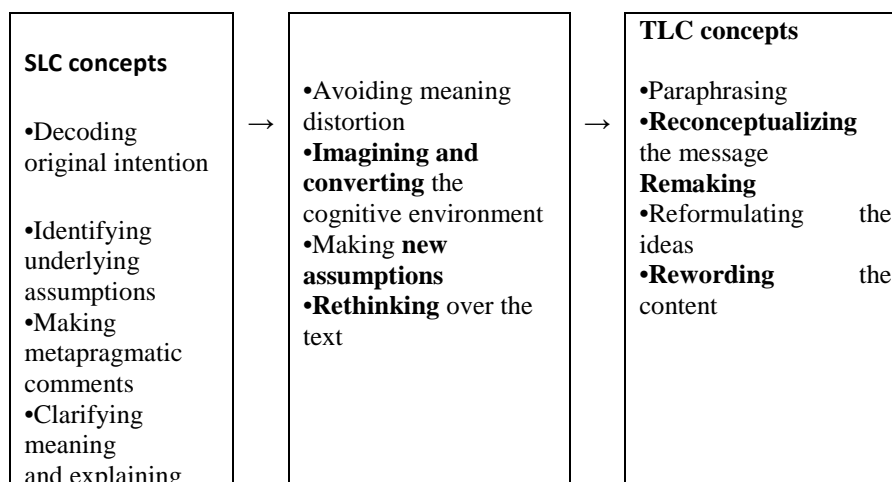 SLC concepts
•Decoding
original intention
•Identifying
underlying
assumptions
•Making
metapragmatic
comments
•Clarifying
meaning
and explaining
→
•Avoiding meaning
distortion
•Imagining and
converting the
cognitive environment
•Making new
assumptions
•Rethinking over the
text
→
TLC concepts
•Paraphrasing
•Reconceptualizing
the message
Remaking
•Reformulating the
ideas
•Rewording the
content